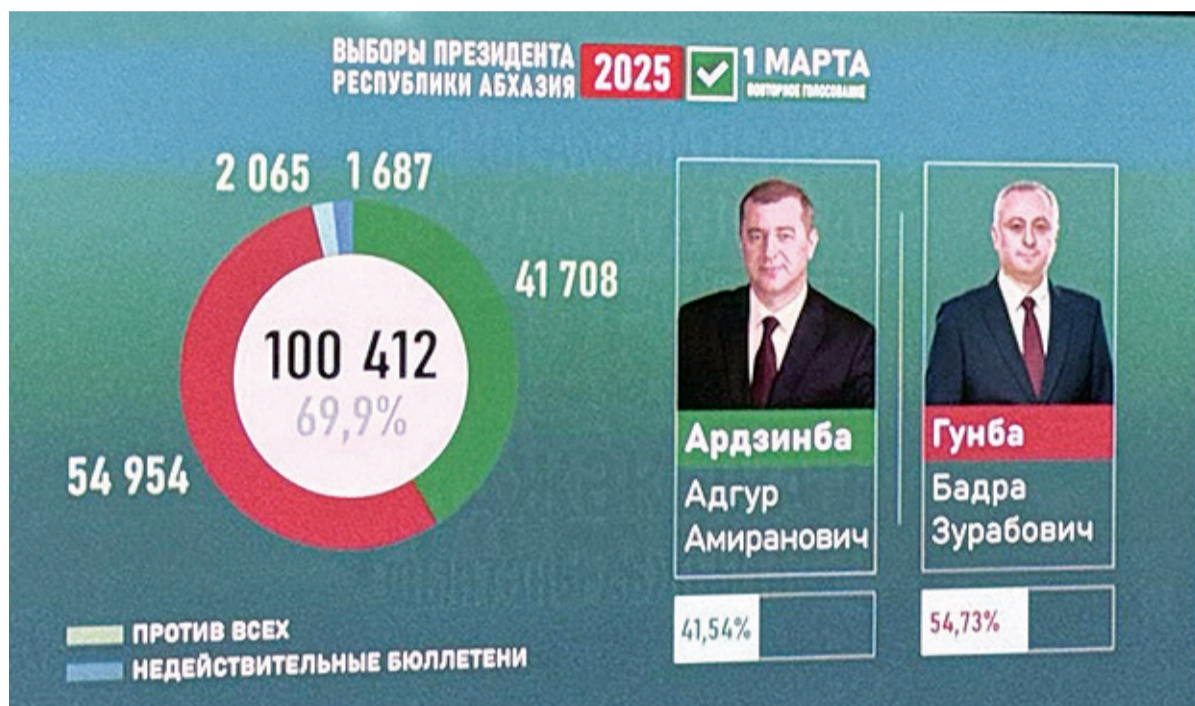 ВЫБОРЫ ПРЕЗИДЕНТА
РЕСПУБЛИКИ АБХАЗИЯ
2025
1 МАРТА
ПОВТОРНОЕ ГОЛОСОВАНИЕ
2 065
1 687
41 708
100 412
69,9%
54 954
ПРОТИВ ВСЕХ
НЕДЕЙСТВИТЕЛЬНЫЕ БЮЛЛЕТЕНИ
Ардзинба
Адгур
Амиранович
41,54%
Гунба
Бадра
Зурабович
54,73%